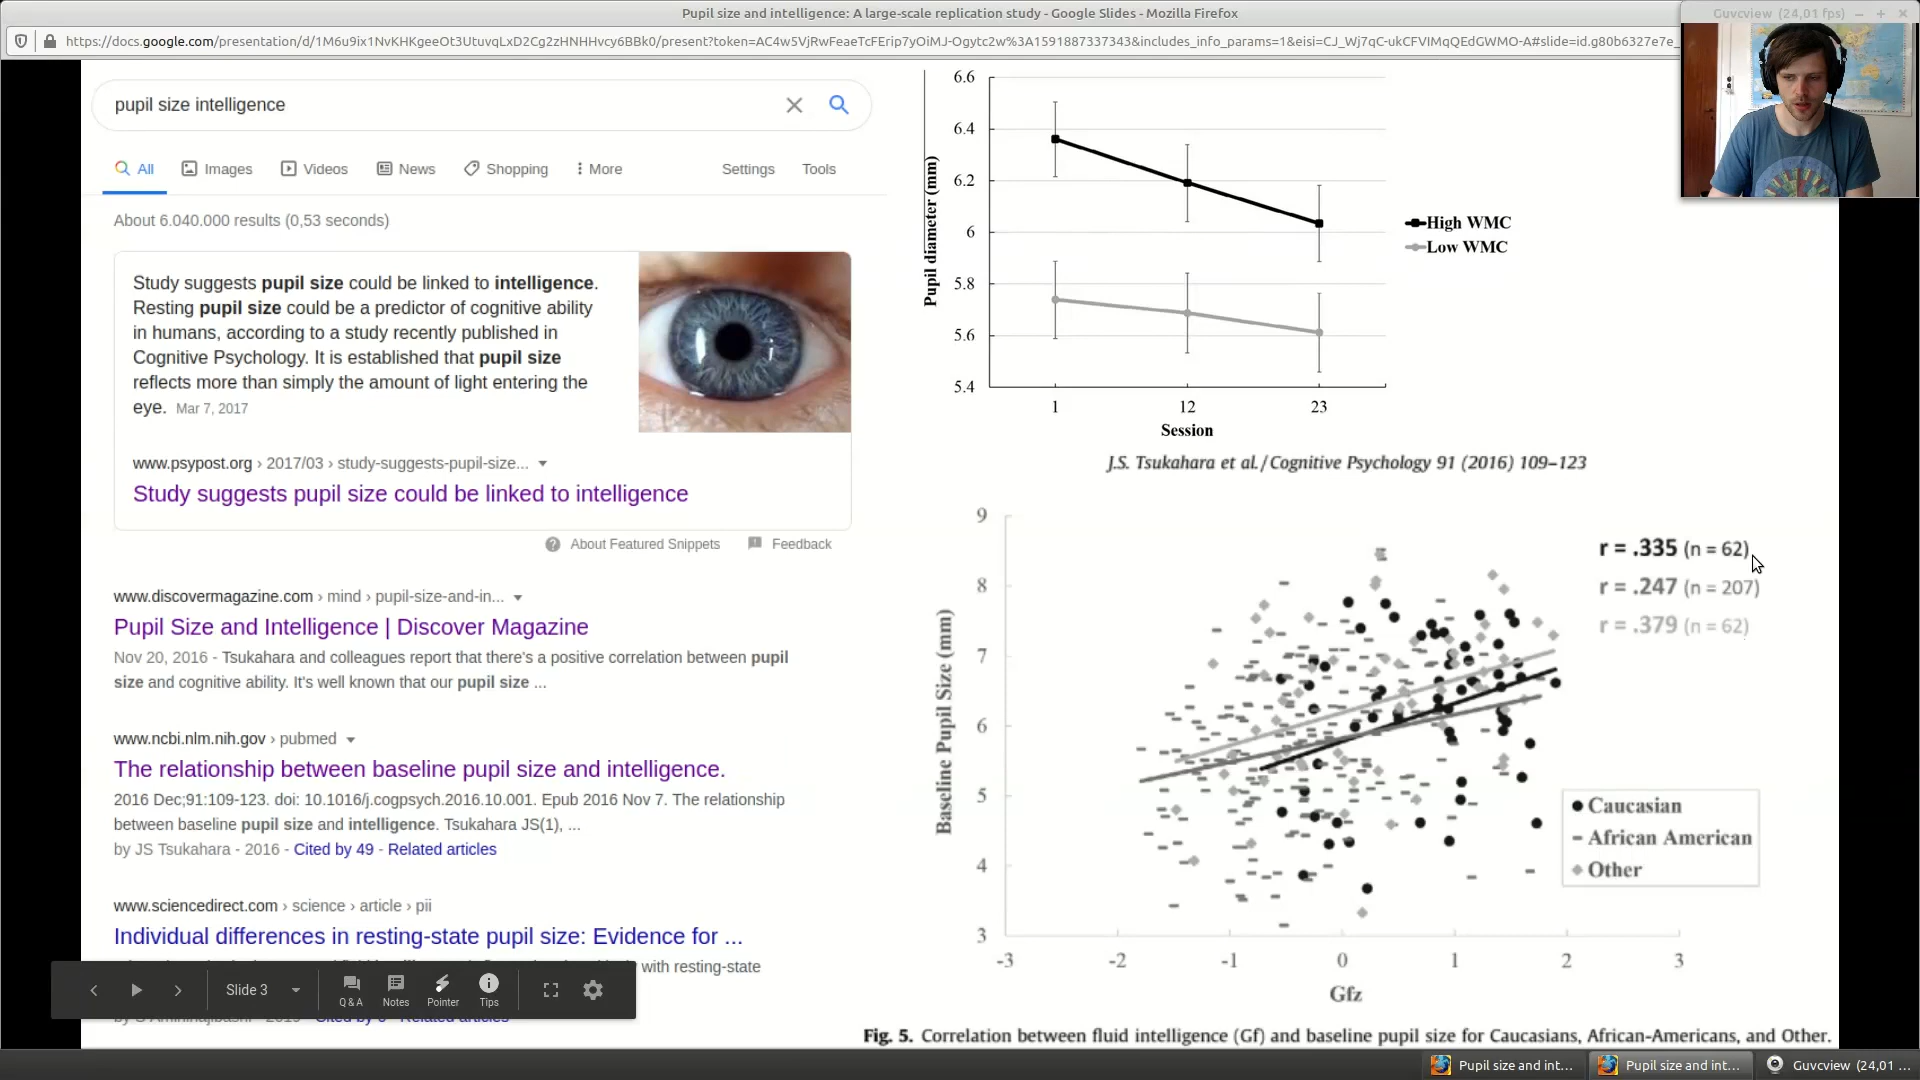 Pupil size and intelligence: A large-scale replication study - Google Slides - Mozilla Firefox
Guvcview (24,01 fps)
https://docs.google.com/presentation/d/1M6u9ix1NvKHKgeeOt3UtuvqLxD2Cg2zHNHHvcy6BBk0/present?token=AC4w5VjRwFeaeTcFErip7yOiMJ-Ogytc2w%3A1591887337343&includes_info_params=1&eisi=CJ_Wj7qC-ukCFVIMqQEdGWMO-A#slide=id.g80b6327e7e_
pupil size intelligence
All Images Videos News Shopping More Settings Tools
About 6.040.000 results (0,53 seconds)
Study suggests pupil size could be linked to intelligence.
Resting pupil size could be a predictor of cognitive ability
in humans, according to a study recently published in
Cognitive Psychology. It is established that pupil size
reflects more than simply the amount of light entering the
eye. Mar 7, 2017
www.psypost.org › 2017/03 › study-suggests-pupil-size...
Study suggests pupil size could be linked to intelligence
About Featured Snippets Feedback
www.discovermagazine.com › mind › pupil-size-and-in...
Pupil Size and Intelligence | Discover Magazine
Nov 20, 2016 - Tsukahara and colleagues report that there's a positive correlation between pupil
size and cognitive ability. It's well known that our pupil size ...
www.ncbi.nlm.nih.gov › pubmed
The relationship between baseline pupil size and intelligence.
2016 Dec;91:109-123. doi: 10.1016/j.cogpsych.2016.10.001. Epub 2016 Nov 7. The relationship
between baseline pupil size and intelligence. Tsukahara JS(1), ...
by JS Tsukahara - 2016 - Cited by 49 - Related articles
www.sciencedirect.com › science › article › pii
Individual differences in resting-state pupil size: Evidence for ...
with resting-state
Slide 3
Q & A Notes Pointer Tips
6.6
6.4
6.2
6
5.8
5.6
5.4
Pupil diameter (mm)
1 12 23
Session
High WMC
Low WMC
J.S. Tsukahara et al. / Cognitive Psychology 91 (2016) 109–123
9
8
7
6
5
4
3
Baseline Pupil Size (mm)
r = .335 (n = 62)
r = .247 (n = 207)
r = .379 (n = 62)
Caucasian
African American
Other
-3 -2 -1 0 1 2 3
Gfz
Fig. 5. Correlation between fluid intelligence (Gf) and baseline pupil size for Caucasians, African-Americans, and Other.
Pupil size and int... Pupil size and int... Guvcview (24,01 ...